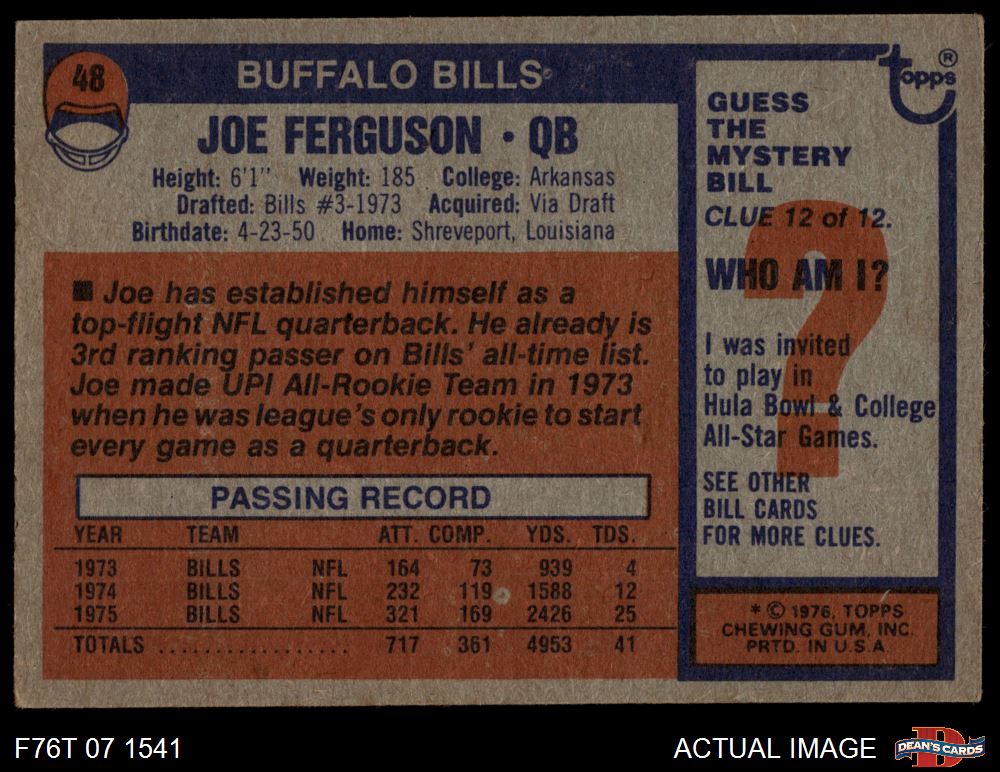 48
BUFFALO BILLS
JOE FERGUSON • QB
Height: 6'1" Weight: 185 College: Arkansas
Drafted: Bills #3-1973 Acquired: Via Draft
Birthdate: 4-23-50 Home: Shreveport, Louisiana
■ Joe has established himself as a
top-flight NFL quarterback. He already is
3rd ranking passer on Bills' all-time list.
Joe made UPI All-Rookie Team in 1973
when he was league's only rookie to start
every game as a quarterback.
PASSING RECORD
YEAR TEAM ATT. COMP. YDS. TDS.
1973 BILLS NFL 164 73 939 4
1974 BILLS NFL 232 119 1588 12
1975 BILLS NFL 321 169 2426 25
TOTALS .................. 717 361 4953 41
topps ®
GUESS
THE
MYSTERY
BILL
CLUE 12 of 12.
WHO AM I?
?
I was invited
to play in
Hula Bowl & College
All-Star Games.
SEE OTHER
BILL CARDS
FOR MORE CLUES.
* © 1976, TOPPS
CHEWING GUM, INC.
PRTD. IN U.S.A
F76T 07 1541
ACTUAL IMAGE
D
DEAN'S CARDS